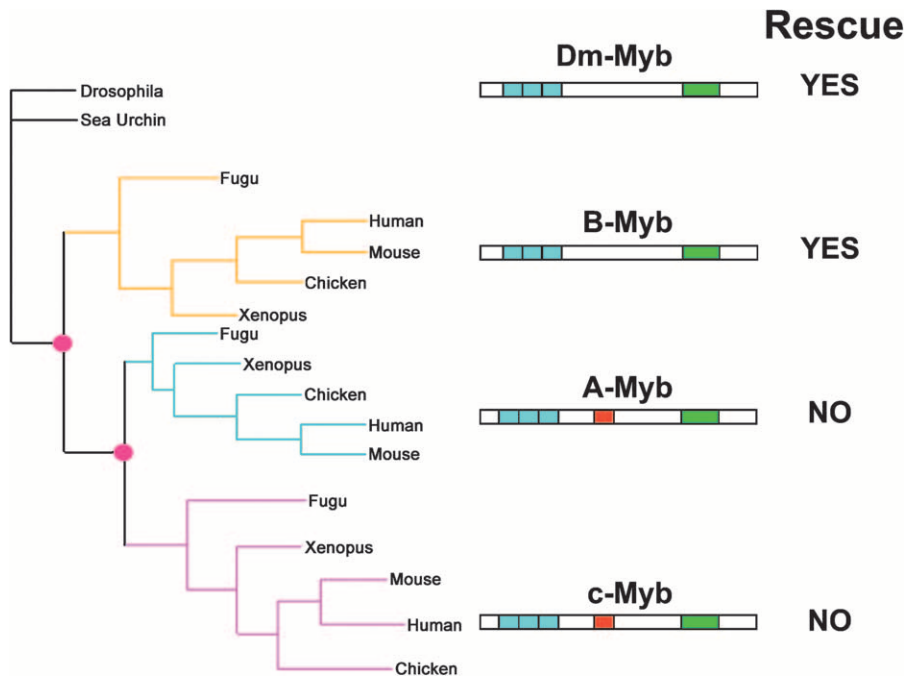 Rescue
Dm-Myb
YES
Drosophila
Sea Urchin
Fugu
Human
Mouse
Chicken
Xenopus
B-Myb
YES
Fugu
Xenopus
Chicken
Human
Mouse
A-Myb
NO
Fugu
Xenopus
Mouse
Human
Chicken
c-Myb
NO